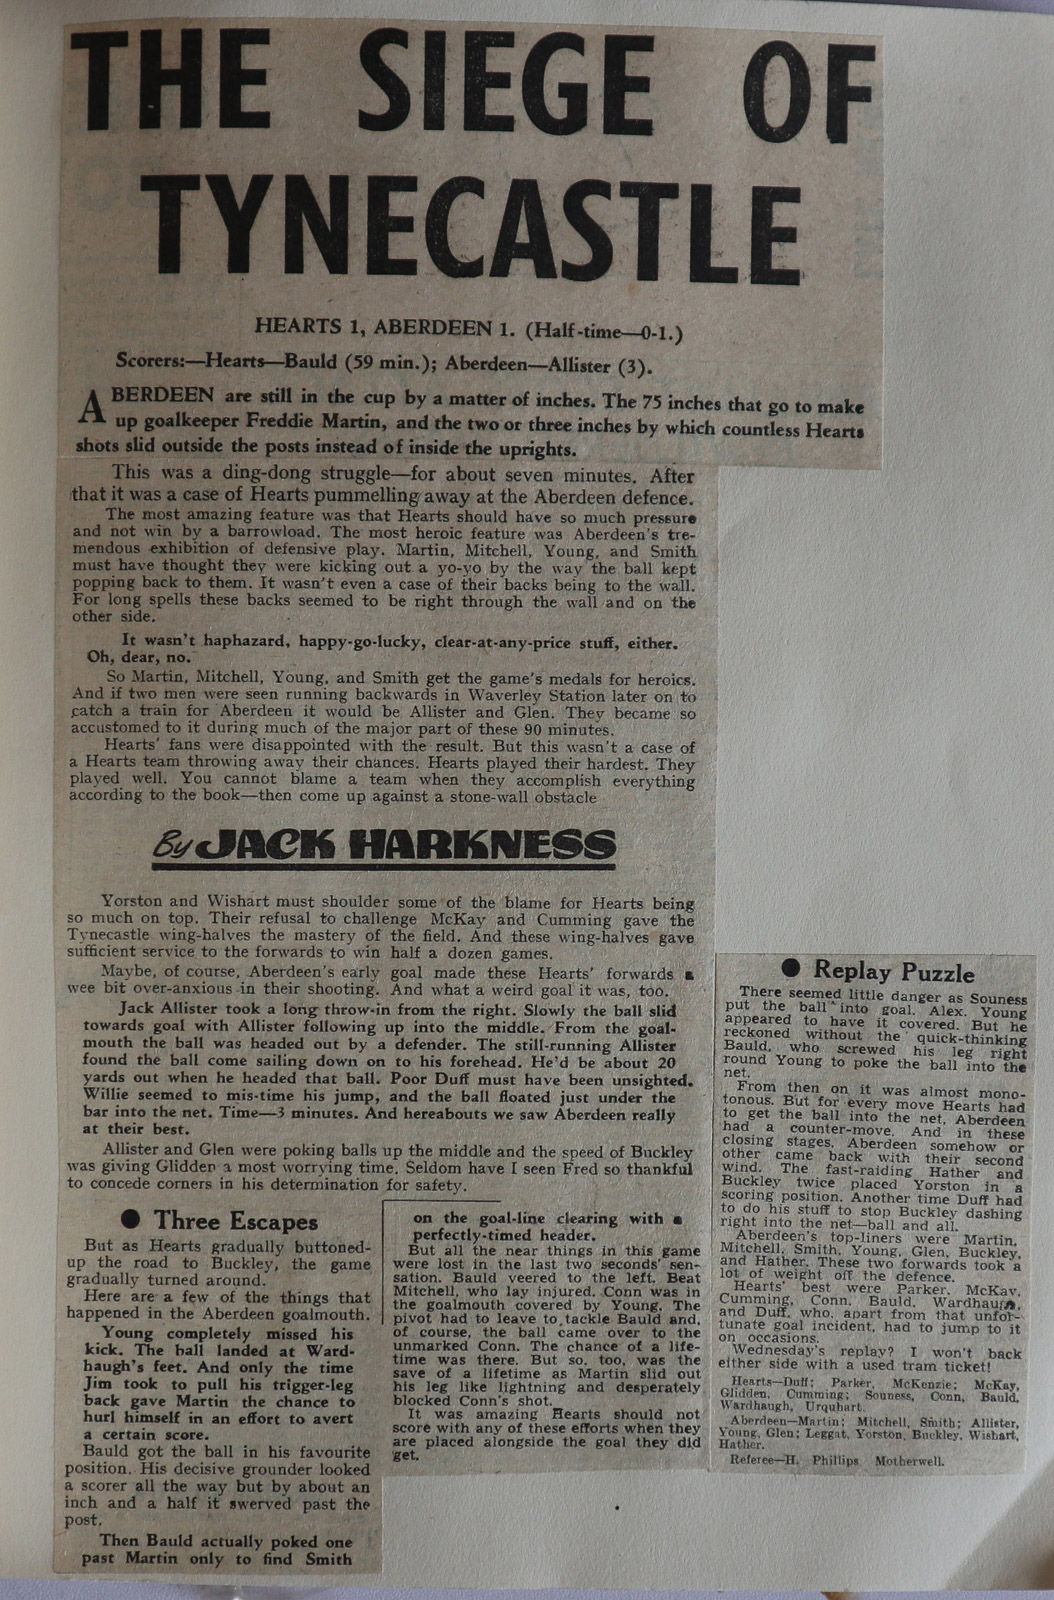 THE SIEGE OF
TYNECASTLE
HEARTS 1, ABERDEEN 1. (Half-time—0-1.)
Scorers:—Hearts—Bauld (59 min.); Aberdeen—Allister (3).
ABERDEEN are still in the cup by a matter of inches. The 75 inches that go to make
up goalkeeper Freddie Martin, and the two or three inches by which countless Hearts
shots slid outside the posts instead of inside the uprights.
This was a ding-dong struggle—for about seven minutes. After
that it was a case of Hearts pummelling away at the Aberdeen defence.
The most amazing feature was that Hearts should have so much pressure
and not win by a barrowload. The most heroic feature was Aberdeen's tre-
mendous exhibition of defensive play. Martin, Mitchell, Young, and Smith
must have thought they were kicking out a yo-yo by the way the ball kept
popping back to them. It wasn't even a case of their backs being to the wall.
For long spells these backs seemed to be right through the wall and on the
other side.
It wasn't haphazard, happy-go-lucky, clear-at-any-price stuff, either.
Oh, dear, no.
So Martin, Mitchell, Young, and Smith get the game's medals for heroics.
And if two men were seen running backwards in Waverley Station later on to
catch a train for Aberdeen it would be Allister and Glen. They became so
accustomed to it during much of the major part of these 90 minutes.
Hearts' fans were disappointed with the result. But this wasn't a case of
a Hearts team throwing away their chances. Hearts played their hardest. They
played well. You cannot blame a team when they accomplish everything
according to the book—then come up against a stone-wall obstacle
By JACK HARKNESS
Yorston and Wishart must shoulder some of the blame for Hearts being
so much on top. Their refusal to challenge McKay and Cumming gave the
Tynecastle wing-halves the mastery of the field. And these wing-halves gave
sufficient service to the forwards to win half a dozen games.
Maybe, of course, Aberdeen's early goal made these Hearts' forwards a
wee bit over-anxious in their shooting. And what a weird goal it was, too.
Jack Allister took a long throw-in from the right. Slowly the ball slid
towards goal with Allister following up into the middle. From the goal-
mouth the ball was headed out by a defender. The still-running Allister
found the ball come sailing down on to his forehead. He'd be about 20
yards out when he headed that ball. Poor Duff must have been unsighted.
Willie seemed to mis-time his jump, and the ball floated just under the
bar into the net. Time—3 minutes. And hereabouts we saw Aberdeen really
at their best.
Allister and Glen were poking balls up the middle and the speed of Buckley
was giving Glidden a most worrying time. Seldom have I seen Fred so thankful
to concede corners in his determination for safety.
● Three Escapes
But as Hearts gradually buttoned-
up the road to Buckley, the game
gradually turned around.
Here are a few of the things that
happened in the Aberdeen goalmouth.
Young completely missed his
kick. The ball landed at Ward-
haugh's feet. And only the time
Jim took to pull his trigger-leg
back gave Martin the chance to
hurl himself in an effort to avert
a certain score.
Bauld got the ball in his favourite
position. His decisive grounder looked
a scorer all the way but by about an
inch and a half it swerved past the
post.
Then Bauld actually poked one
past Martin only to find Smith
on the goal-line clearing with a
perfectly-timed header.
But all the near things in this game
were lost in the last two seconds' sen-
sation. Bauld veered to the left. Beat
Mitchell, who lay injured. Conn was in
the goalmouth covered by Young. The
pivot had to leave to tackle Bauld and,
of course, the ball came over to the
unmarked Conn. The chance of a life-
time was there. But so, too, was the
save of a lifetime as Martin slid out
his leg like lightning and desperately
blocked Conn's shot.
It was amazing Hearts should not
score with any of these efforts when they
are placed alongside the goal they did
get.
● Replay Puzzle
There seemed little danger as Souness
put the ball into goal. Alex. Young
appeared to have it covered. But he
reckoned without the quick-thinking
Bauld, who screwed his leg right
round Young to poke the ball into the
net.
From then on it was almost mono-
tonous. But for every move Hearts had
to get the ball into the net, Aberdeen
had a counter-move. And in these
closing stages, Aberdeen somehow or
other came back with their second
wind. The fast-raiding Hather and
Buckley twice placed Yorston in a
scoring position. Another time Duff had
to do his stuff to stop Buckley dashing
right into the net—ball and all.
Aberdeen's top-liners were Martin,
Mitchell, Smith, Young, Glen, Buckley,
and Hather. These two forwards took a
lot of weight off the defence.
Hearts' best were Parker, McKay,
Cumming, Conn, Bauld, Wardhaugh,
and Duff, who, apart from that unfor-
tunate goal incident, had to jump to it
on occasions.
Wednesday's replay? I won't back
either side with a used tram ticket!
Hearts—Duff; Parker, McKenzie; McKay,
Glidden, Cumming; Souness, Conn, Bauld,
Wardhaugh, Urquhart.
Aberdeen—Martin; Mitchell, Smith; Allister,
Young, Glen; Leggat, Yorston, Buckley, Wishart,
Hather.
Referee—H. Phillips Motherwell.